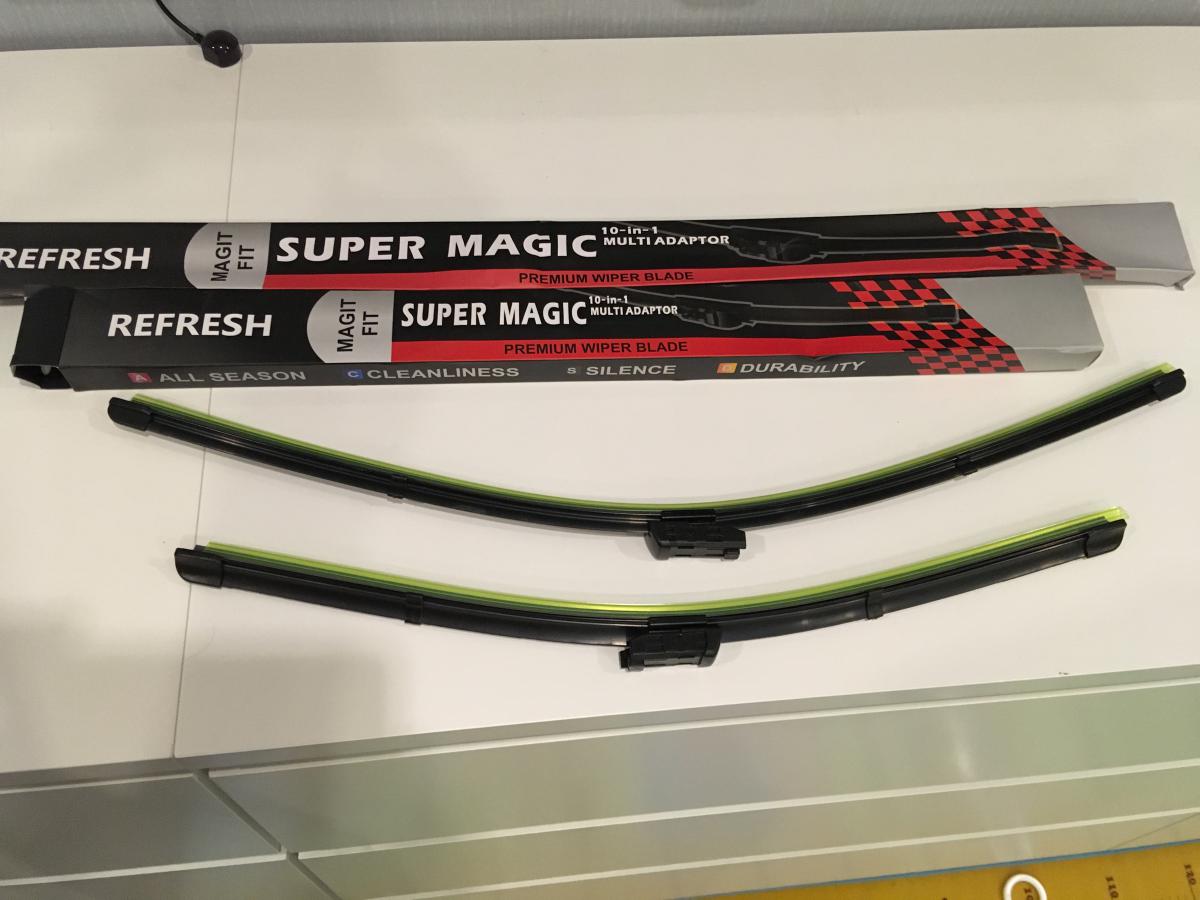 REFRESH
MAGIT
FIT
SUPER MAGIC
10-in-1
MULTI ADAPTOR
PREMIUM WIPER BLADE
REFRESH
MAGIT
FIT
SUPER MAGIC
10-in-1
MULTI ADAPTOR
PREMIUM WIPER BLADE
A ALL SEASON C CLEANLINESS S SILENCE D DURABILITY